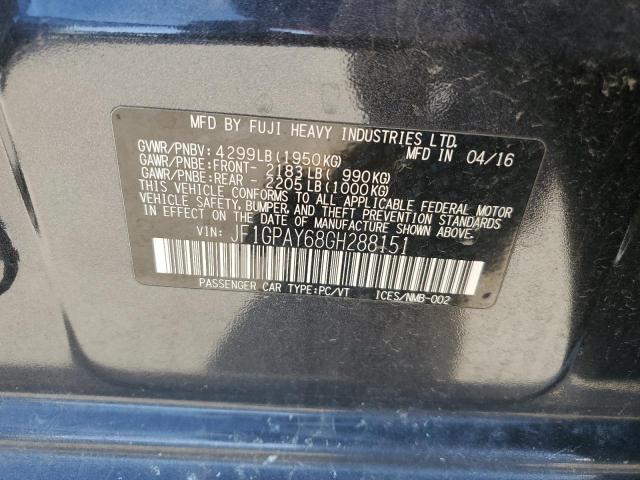 MFD BY FUJI HEAVY INDUSTRIES LTD.
GVWR/PNBV: 4299LB(1950KG) MFD IN 04/16
GAWR/PNBE:FRONT- 2183LB( 990KG)
GAWR/PNBE:REAR 2205LB(1000KG)
THIS VEHICLE CONFORMS TO ALL APPLICABLE FEDERAL MOTOR
VEHICLE SAFETY, BUMPER, AND THEFT PREVENTION STANDARDS
IN EFFECT ON THE DATE OF MANUFACTURE SHOWN ABOVE.
VIN: JF1GPAY68GH288151
PASSENGER CAR TYPE:PC/VT ICES/NMB-002